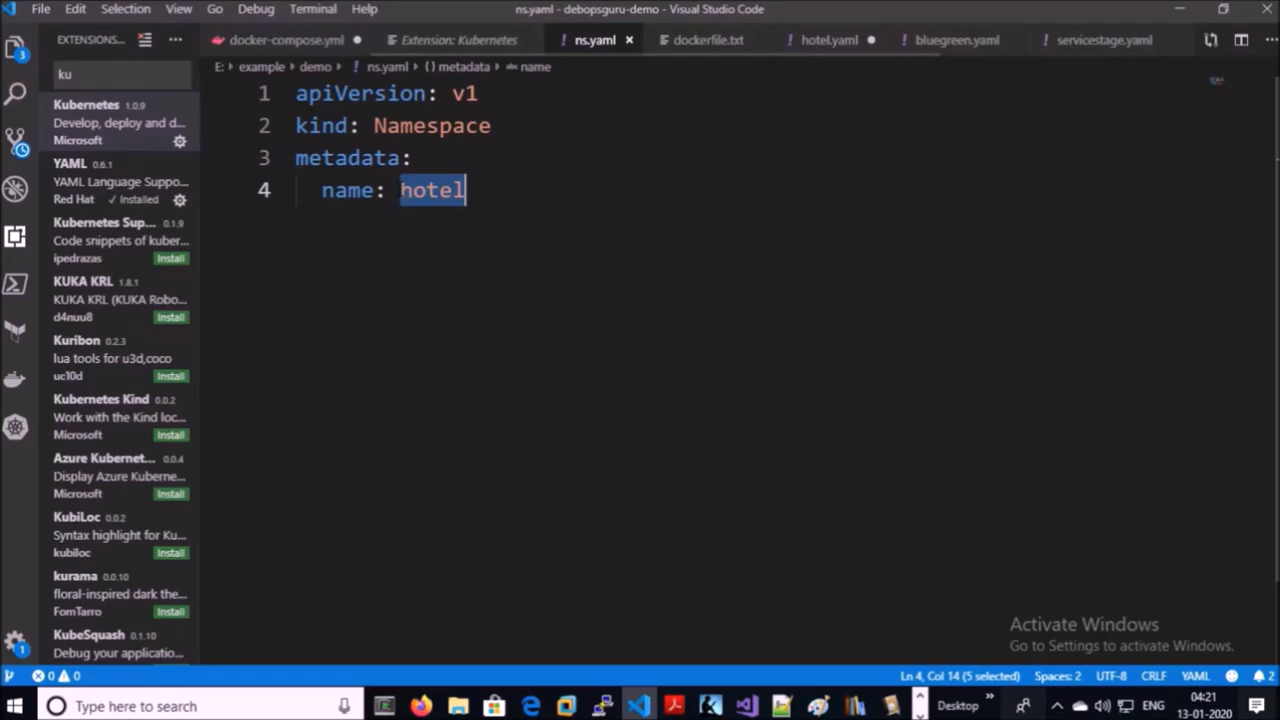 File Edit Selection View Go Debug Terminal Help
ns.yaml - debopsguru-demo - Visual Studio Code
EXTENSIONS...
docker-compose.yml
Extension: Kubernetes
ns.yaml
dockerfile.txt
hotel.yaml
bluegreen.yaml
servicestage.yaml
E: example demo ! ns.yaml {} metadata abc name
ku
Kubernetes 1.0.9
Develop, deploy and d...
Microsoft
YAML 0.6.1
YAML Language Suppo...
Red Hat ✓ Installed
Kubernetes Sup... 0.1.9
Code snippets of kuber...
ipedrazas Install
KUKA KRL 1.8.1
KUKA KRL (KUKA Robo...
d4nuu8 Install
Kuribon 0.2.3
lua tools for u3d,coco
uc10d Install
Kubernetes Kind 0.0.2
Work with the Kind loc...
Microsoft Install
Azure Kubernet... 0.0.4
Display Azure Kuberne...
Microsoft Install
KubiLoc 0.0.2
Syntax highlight for Ku...
kubiloc Install
kurama 0.0.10
floral-inspired dark the...
FomTarro Install
KubeSquash 0.1.10
Debug your applicatio...
1 apiVersion: v1
2 kind: Namespace
3 metadata:
4 name: hotel
Activate Windows
Go to Settings to activate Windows.
0 0 Ln 4, Col 14 (5 selected) Spaces: 2 UTF-8 CRLF YAML 2
Type here to search
Desktop
ENG
04:21
13-01-2020